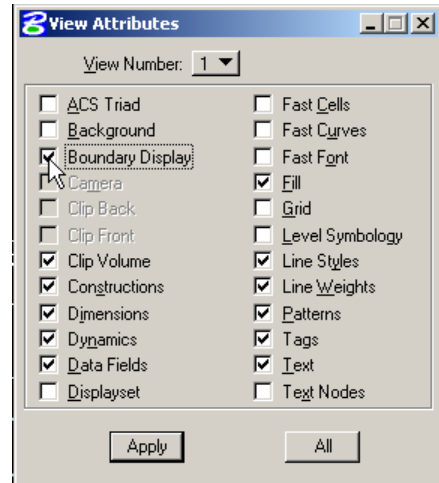 View Attributes
View Number: 1
ACS Triad
Background
Boundary Display
Camera
Clip Back
Clip Front
Clip Volume
Constructions
Dimensions
Dynamics
Data Fields
Displayset
Fast Cells
Fast Curves
Fast Font
Fill
Grid
Level Symbology
Line Styles
Line Weights
Patterns
Tags
Text
Text Nodes
Apply
All